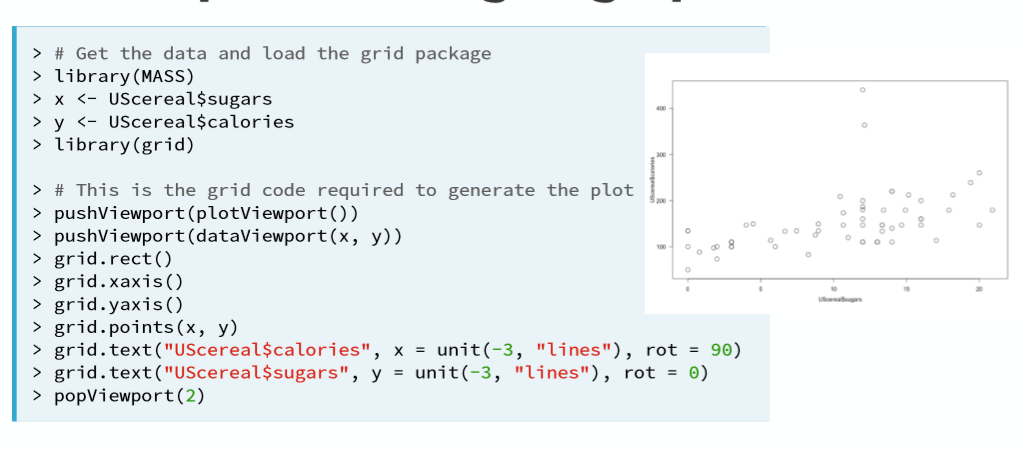 > # Get the data and load the grid package
> library(MASS)
> x <- UScereal$sugars
> y <- UScereal$calories
> library(grid)
> # This is the grid code required to generate the plot
> pushViewport(plotViewport())
> pushViewport(dataViewport(x, y))
> grid.rect()
> grid.xaxis()
> grid.yaxis()
> grid.points(x, y)
> grid.text("UScereal$calories", x = unit(-3, "lines"), rot = 90)
> grid.text("UScereal$sugars", y = unit(-3, "lines"), rot = 0)
> popViewport(2)
400
300
200
100
UScereal$calories
0 5 10 15 20
UScereal$sugars